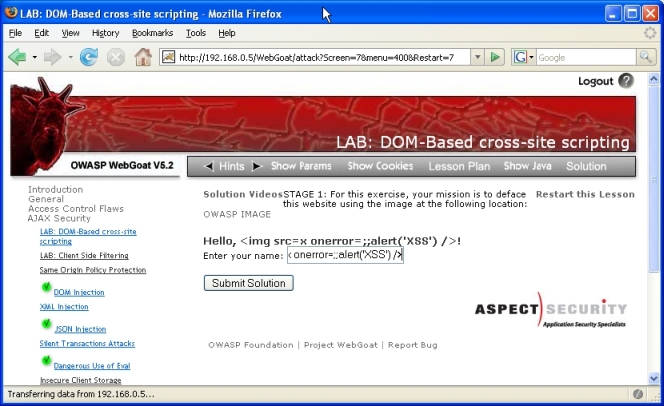 LAB: DOM-Based cross-site scripting - Mozilla Firefox
File Edit View History Bookmarks Tools Help
http://192.168.0.5/WebGoat/attack?Screen=7&menu=400&Restart=7
Google
Logout ?
LAB: DOM-Based cross-site scripting
OWASP WebGoat V5.2
Hints Show Params Show Cookies Lesson Plan Show Java Solution
Introduction
General
Access Control Flaws
AJAX Security
LAB: DOM-Based cross-site
scripting
LAB: Client Side Filtering
Same Origin Policy Protection
DOM Injection
XML Injection
JSON Injection
Silent Transactions Attacks
Dangerous Use of Eval
Insecure Client Storage
Solution Videos STAGE 1: For this exercise, your mission is to deface Restart this Lesson
this website using the image at the following location:
OWASP IMAGE
Hello, <img src=x onerror=;;alert('XSS') />!
Enter your name: onerror=;;alert('XSS') />
Submit Solution
ASPECT SECURITY
Application Security Specialists
OWASP Foundation | Project WebGoat | Report Bug
Transferring data from 192.168.0.5...